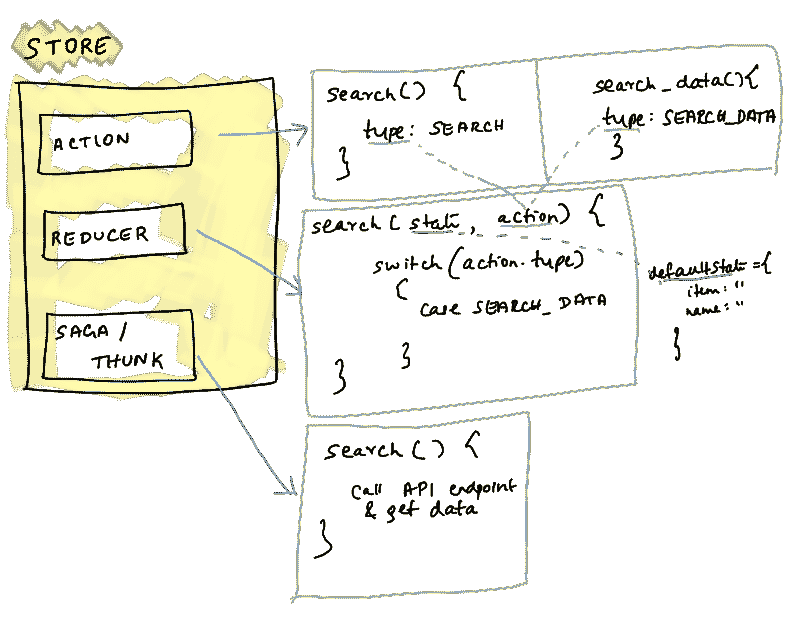 STORE
ACTION
REDUCER
SAGA /
THUNK
search() {
type: SEARCH
}
search_data(){
type: SEARCH_DATA
}
search( state, action) {
switch(action.type)
{
case SEARCH_DATA
}
}
defaultState={
item: ''
name: ''
}
search() {
Call API endpoint
& get data
}